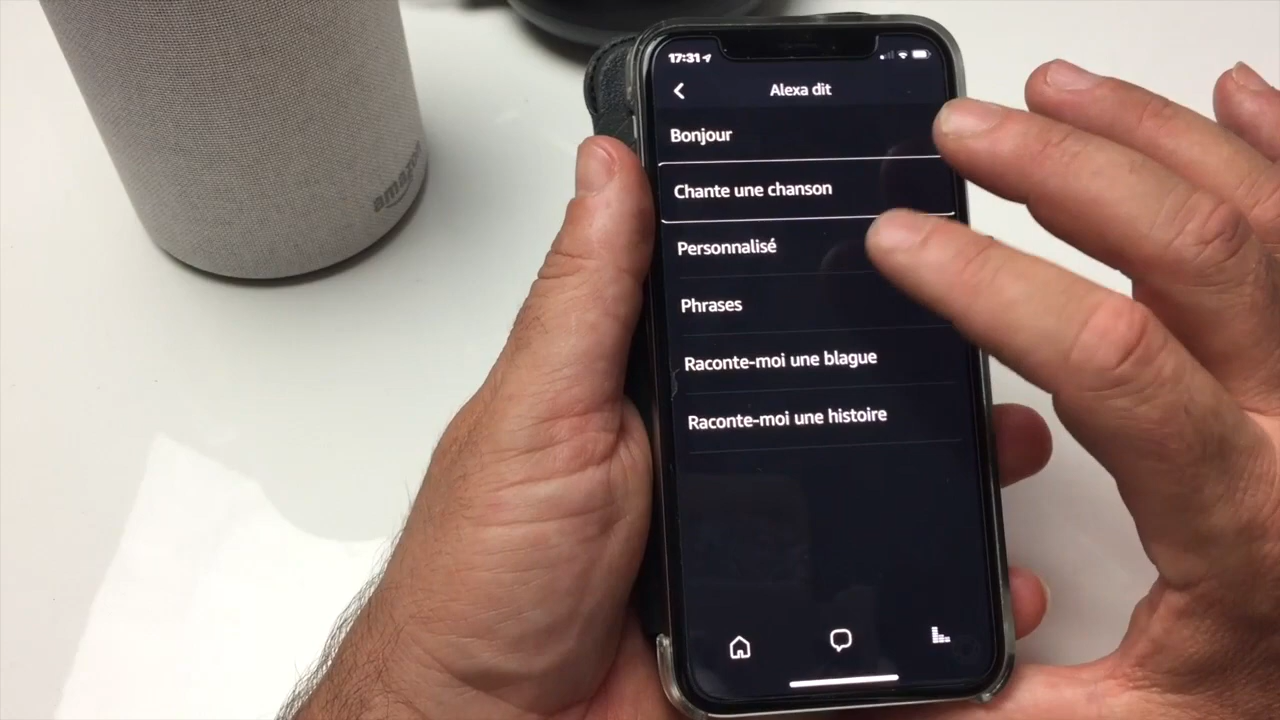 amazon
17:31
Alexa dit
Bonjour
Chante une chanson
Personnalisé
Phrases
Raconte-moi une blague
Raconte-moi une histoire